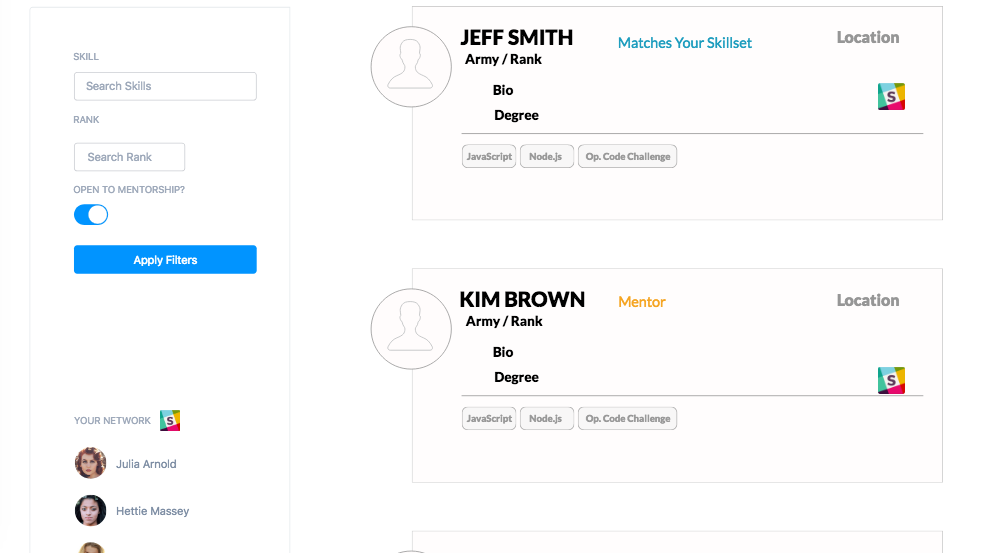 SKILL
Search Skills
RANK
Search Rank
OPEN TO MENTORSHIP?
Apply Filters
YOUR NETWORK S
Julia Arnold
Hettie Massey
JEFF SMITH
Matches Your Skillset
Location
Army / Rank
Bio
S
Degree
JavaScript
Node.js
Op. Code Challenge
KIM BROWN
Mentor
Location
Army / Rank
Bio
Degree
S
JavaScript
Node.js
Op. Code Challenge